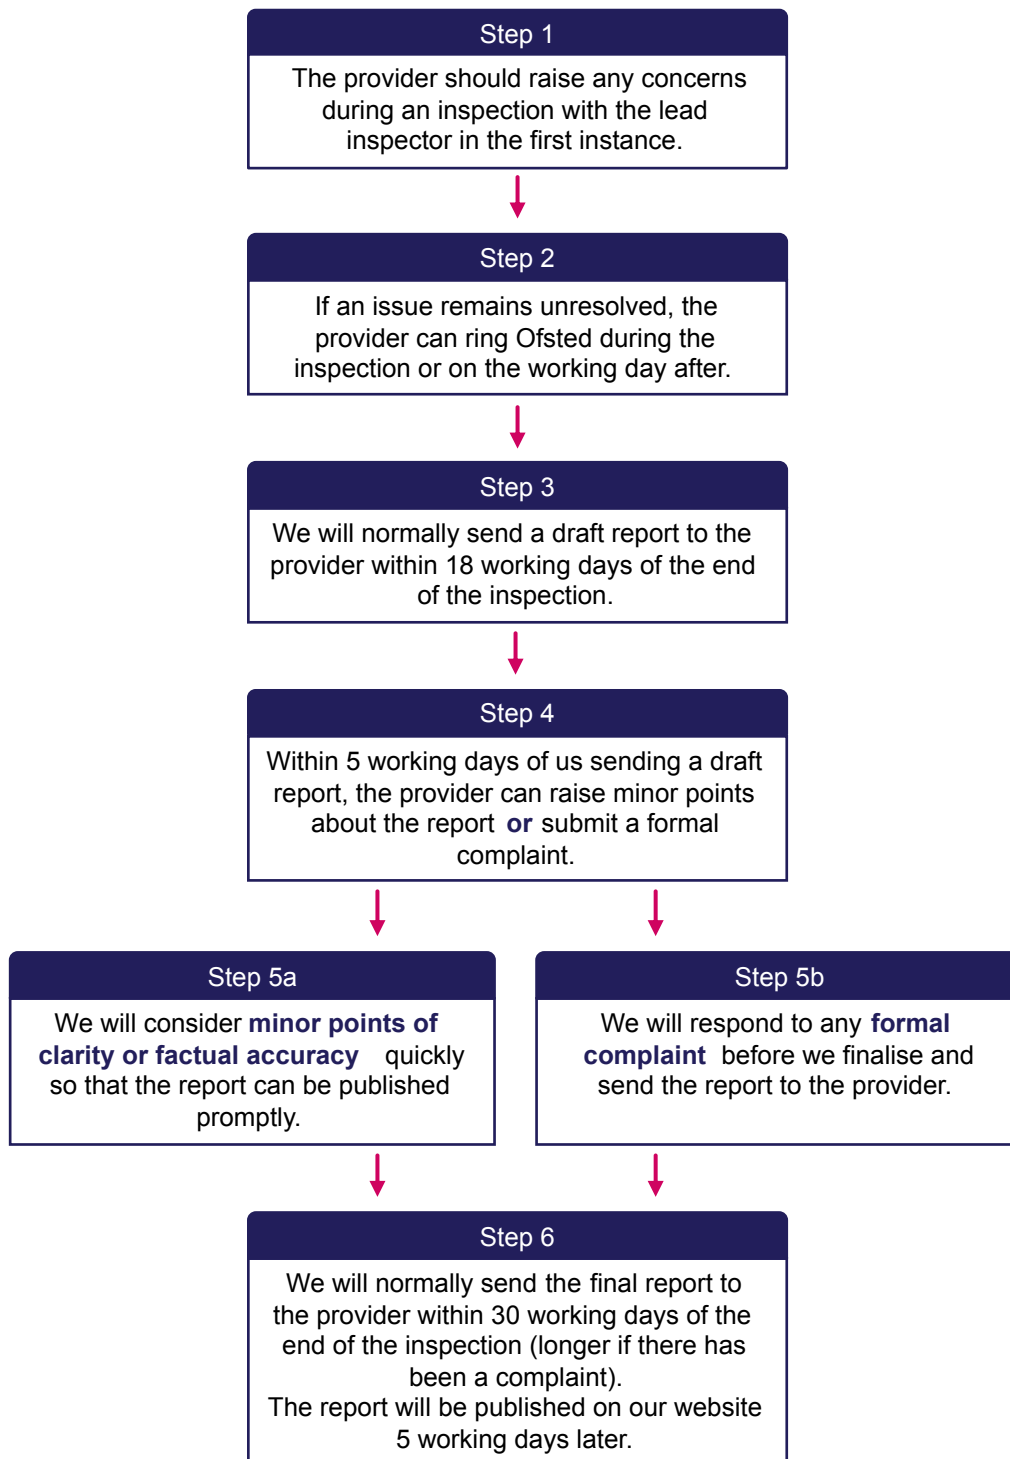 Step 1
The provider should raise any concerns
during an inspection with the lead
inspector in the first instance.
Step 2
If an issue remains unresolved, the
provider can ring Ofsted during the
inspection or on the working day after.
Step 3
We will normally send a draft report to the
provider within 18 working days of the end
of the inspection.
Step 4
Within 5 working days of us sending a draft
report, the provider can raise minor points
about the report or submit a formal
complaint.
Step 5a
We will consider minor points of
clarity or factual accuracy quickly
so that the report can be published
promptly.
Step 5b
We will respond to any formal
complaint before we finalise and
send the report to the provider.
Step 6
We will normally send the final report to
the provider within 30 working days of the
end of the inspection (longer if there has
been a complaint).
The report will be published on our website
5 working days later.